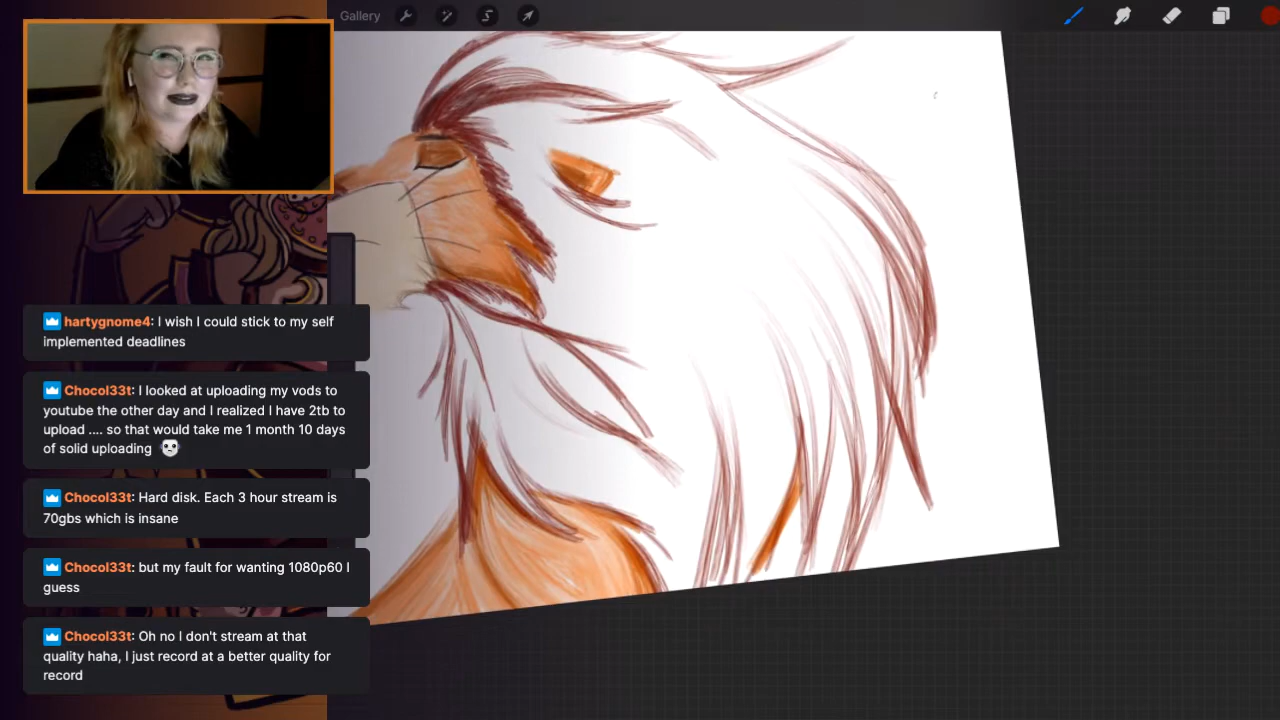 Gallery
hartygnome4: I wish I could stick to my self
implemented deadlines
Chocol33t: I looked at uploading my vods to
youtube the other day and I realized I have 2tb to
upload .... so that would take me 1 month 10 days
of solid uploading
Chocol33t: Hard disk. Each 3 hour stream is
70gbs which is insane
Chocol33t: but my fault for wanting 1080p60 I
guess
Chocol33t: Oh no I don't stream at that
quality haha, I just record at a better quality for
record